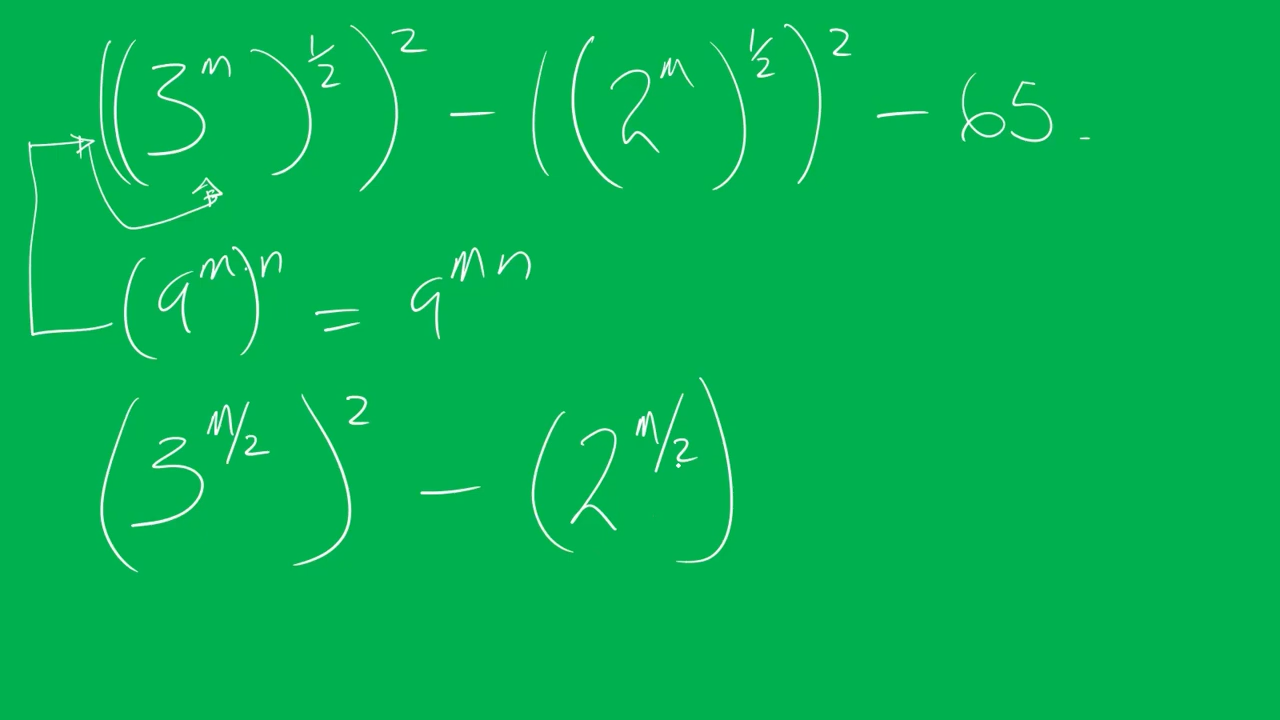 ((3^m)^{1/2})^2 - ((2^m)^{1/2})^2 - 65.
(a^m)^n = a^{mn}
(3^{m/2})^2 - (2^{m/2})